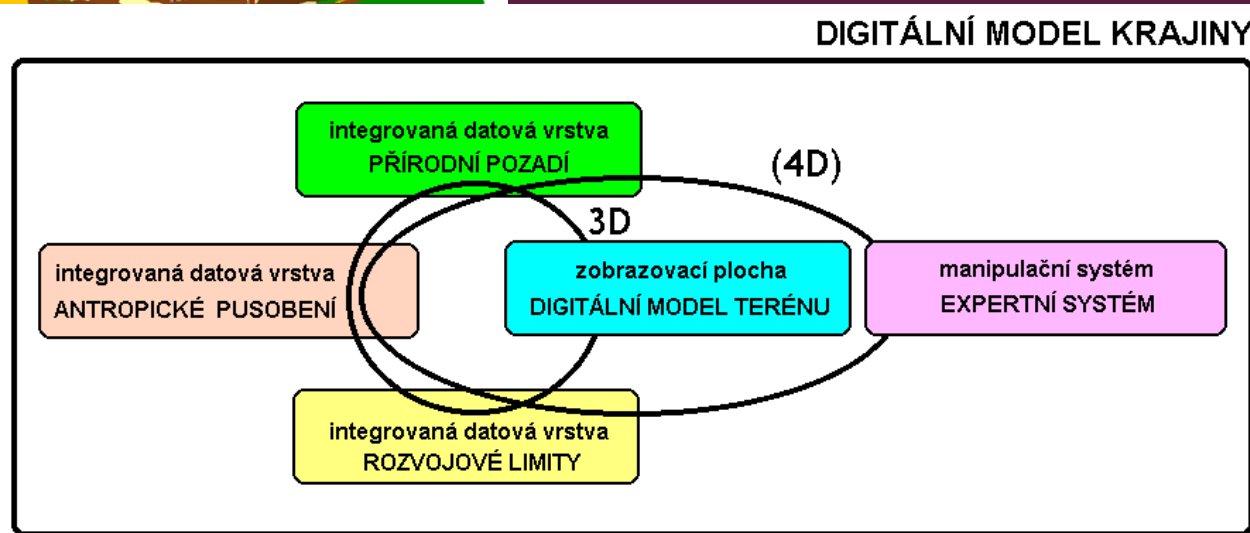 DIGITÁLNÍ MODEL KRAJINY
integrovaná datová vrstva
PŘÍRODNÍ POZADÍ
(4D)
3D
integrovaná datová vrstva
ANTROPICKÉ PUSOBENÍ
zobrazovací plocha
DIGITÁLNÍ MODEL TERÉNU
manipulační systém
EXPERTNÍ SYSTÉM
integrovaná datová vrstva
ROZVOJOVÉ LIMITY